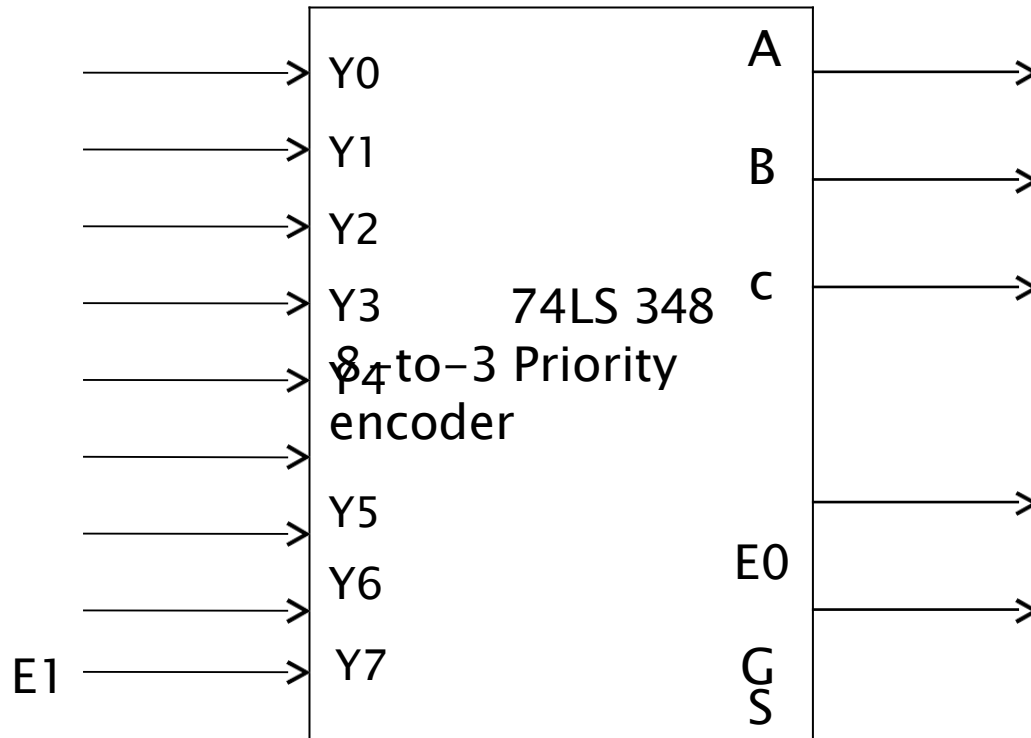 Y0
Y1
Y2
Y3
Y4
Y5
Y6
Y7
E1
74LS 348
8-to-3 Priority
encoder
A
B
c
E0
G
S